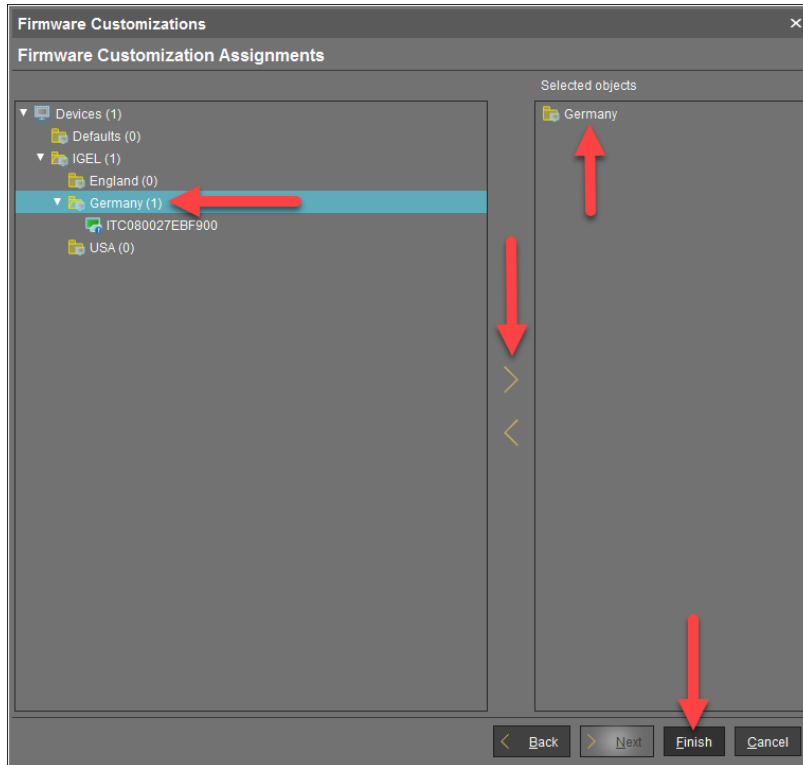 Firmware Customizations
Firmware Customization Assignments
Selected objects
Devices (1)
Defaults (0)
IGEL (1)
England (0)
Germany (1)
ITC080027EBF900
USA (0)
Germany
Back Next Finish Cancel